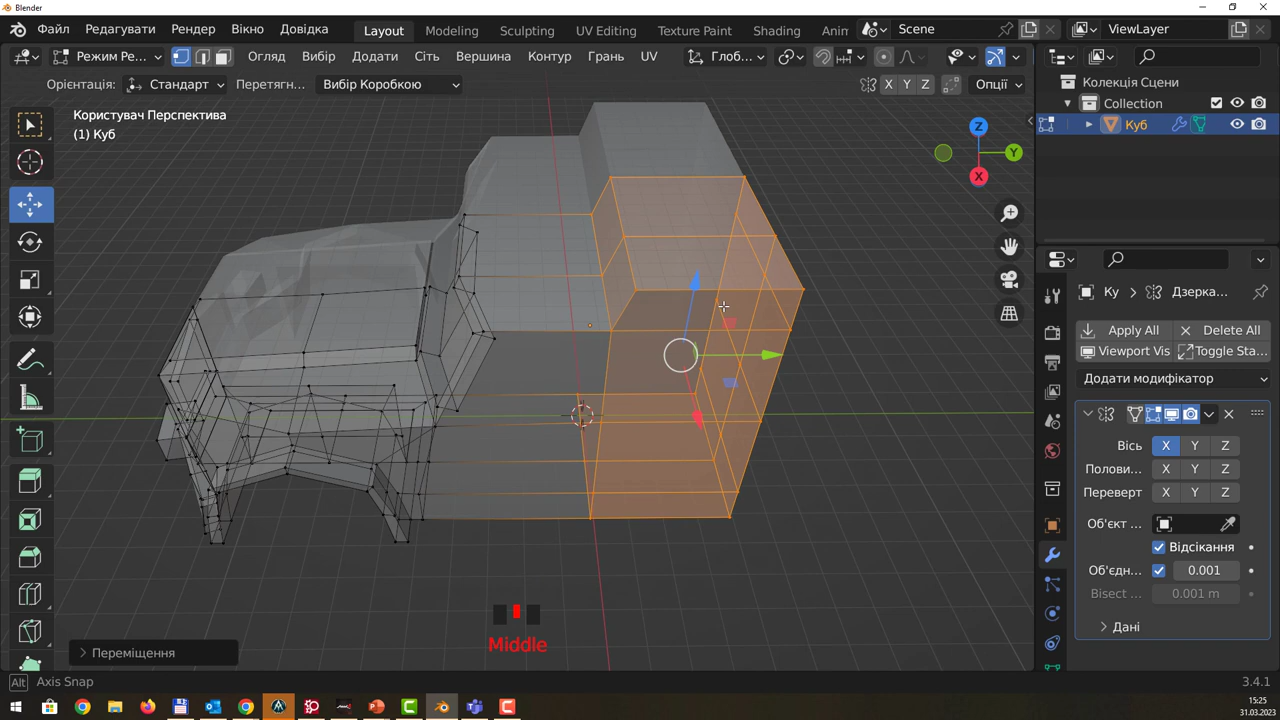 Blender
Файл Редагувати Рендер Вікно Довідка Layout Modeling Sculpting UV Editing Texture Paint Shading Scene ViewLayer
Режим Ре... Огляд Вибір Додати Сіть Вершина Контур Грань UV Глоб...
Орієнтація: Стандарт Перетягн... Вибір Коробкою X Y Z Опції
Користувач Перспектива
(1) Куб
Z
Y
X
Колекція Сцени
Collection
Куб
Ку Дзерка...
Apply All Delete All
Viewport Vis Toggle Sta...
Додати модифікатор
Вісь X Y Z
Полови... X Y Z
Переверт X Y Z
Об'єкт ...
Відсікання
Об'єдн... 0.001
Bisect ... 0.001 m
Дані
Middle
Переміщення
Alt Axis Snap 3.4.1
15:25
31.03.2023